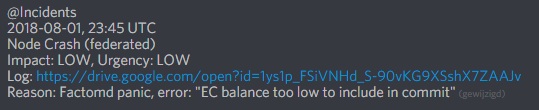 @Incidents
2018-08-01, 23:45 UTC
Node Crash (federated)
Impact: LOW, Urgency: LOW
Log: https://drive.google.com/open?id=1ys1p_FSiVNHd_S-90vKG9XSshX7ZAAJv
Reason: Factomd panic, error: "EC balance too low to include in commit" (gewijzigd)